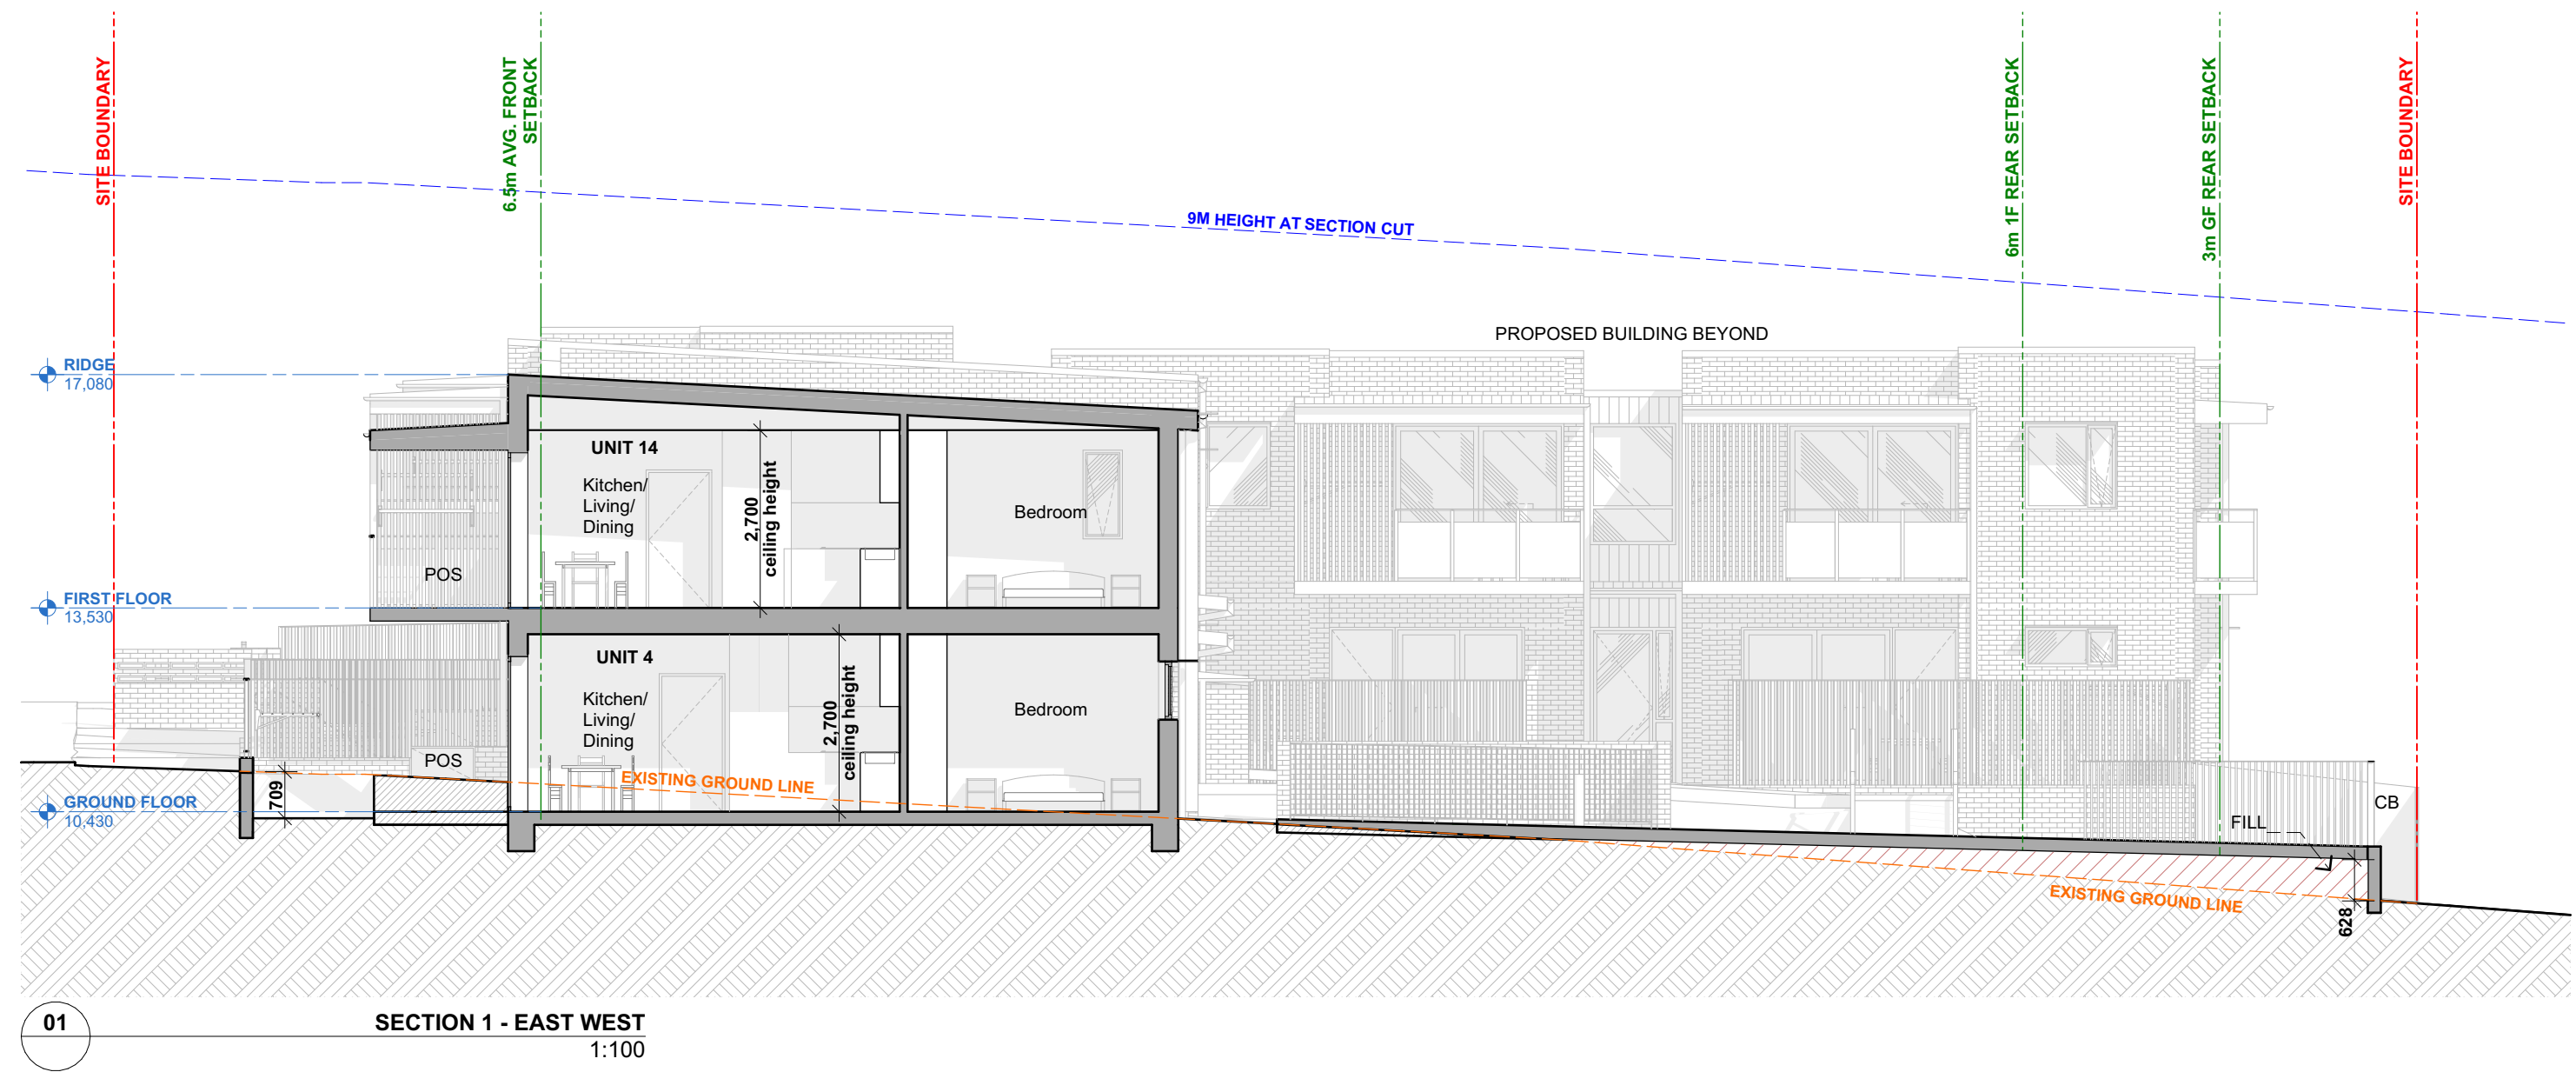 SITE BOUNDARY
6.5m AVG. FRONT
SETBACK
6m 1F REAR SETBACK
3m GF REAR SETBACK
SITE BOUNDARY
9M HEIGHT AT SECTION CUT
PROPOSED BUILDING BEYOND
RIDGE
17,080
UNIT 14
Kitchen/
Living/
Dining
2,700
ceiling height
Bedroom
POS
FIRST FLOOR
13,530
UNIT 4
Kitchen/
Living/
Dining
2,700
ceiling height
Bedroom
POS
EXISTING GROUND LINE
709
GROUND FLOOR
10,430
CB
FILL
EXISTING GROUND LINE
628
01
SECTION 1 - EAST WEST
1:100